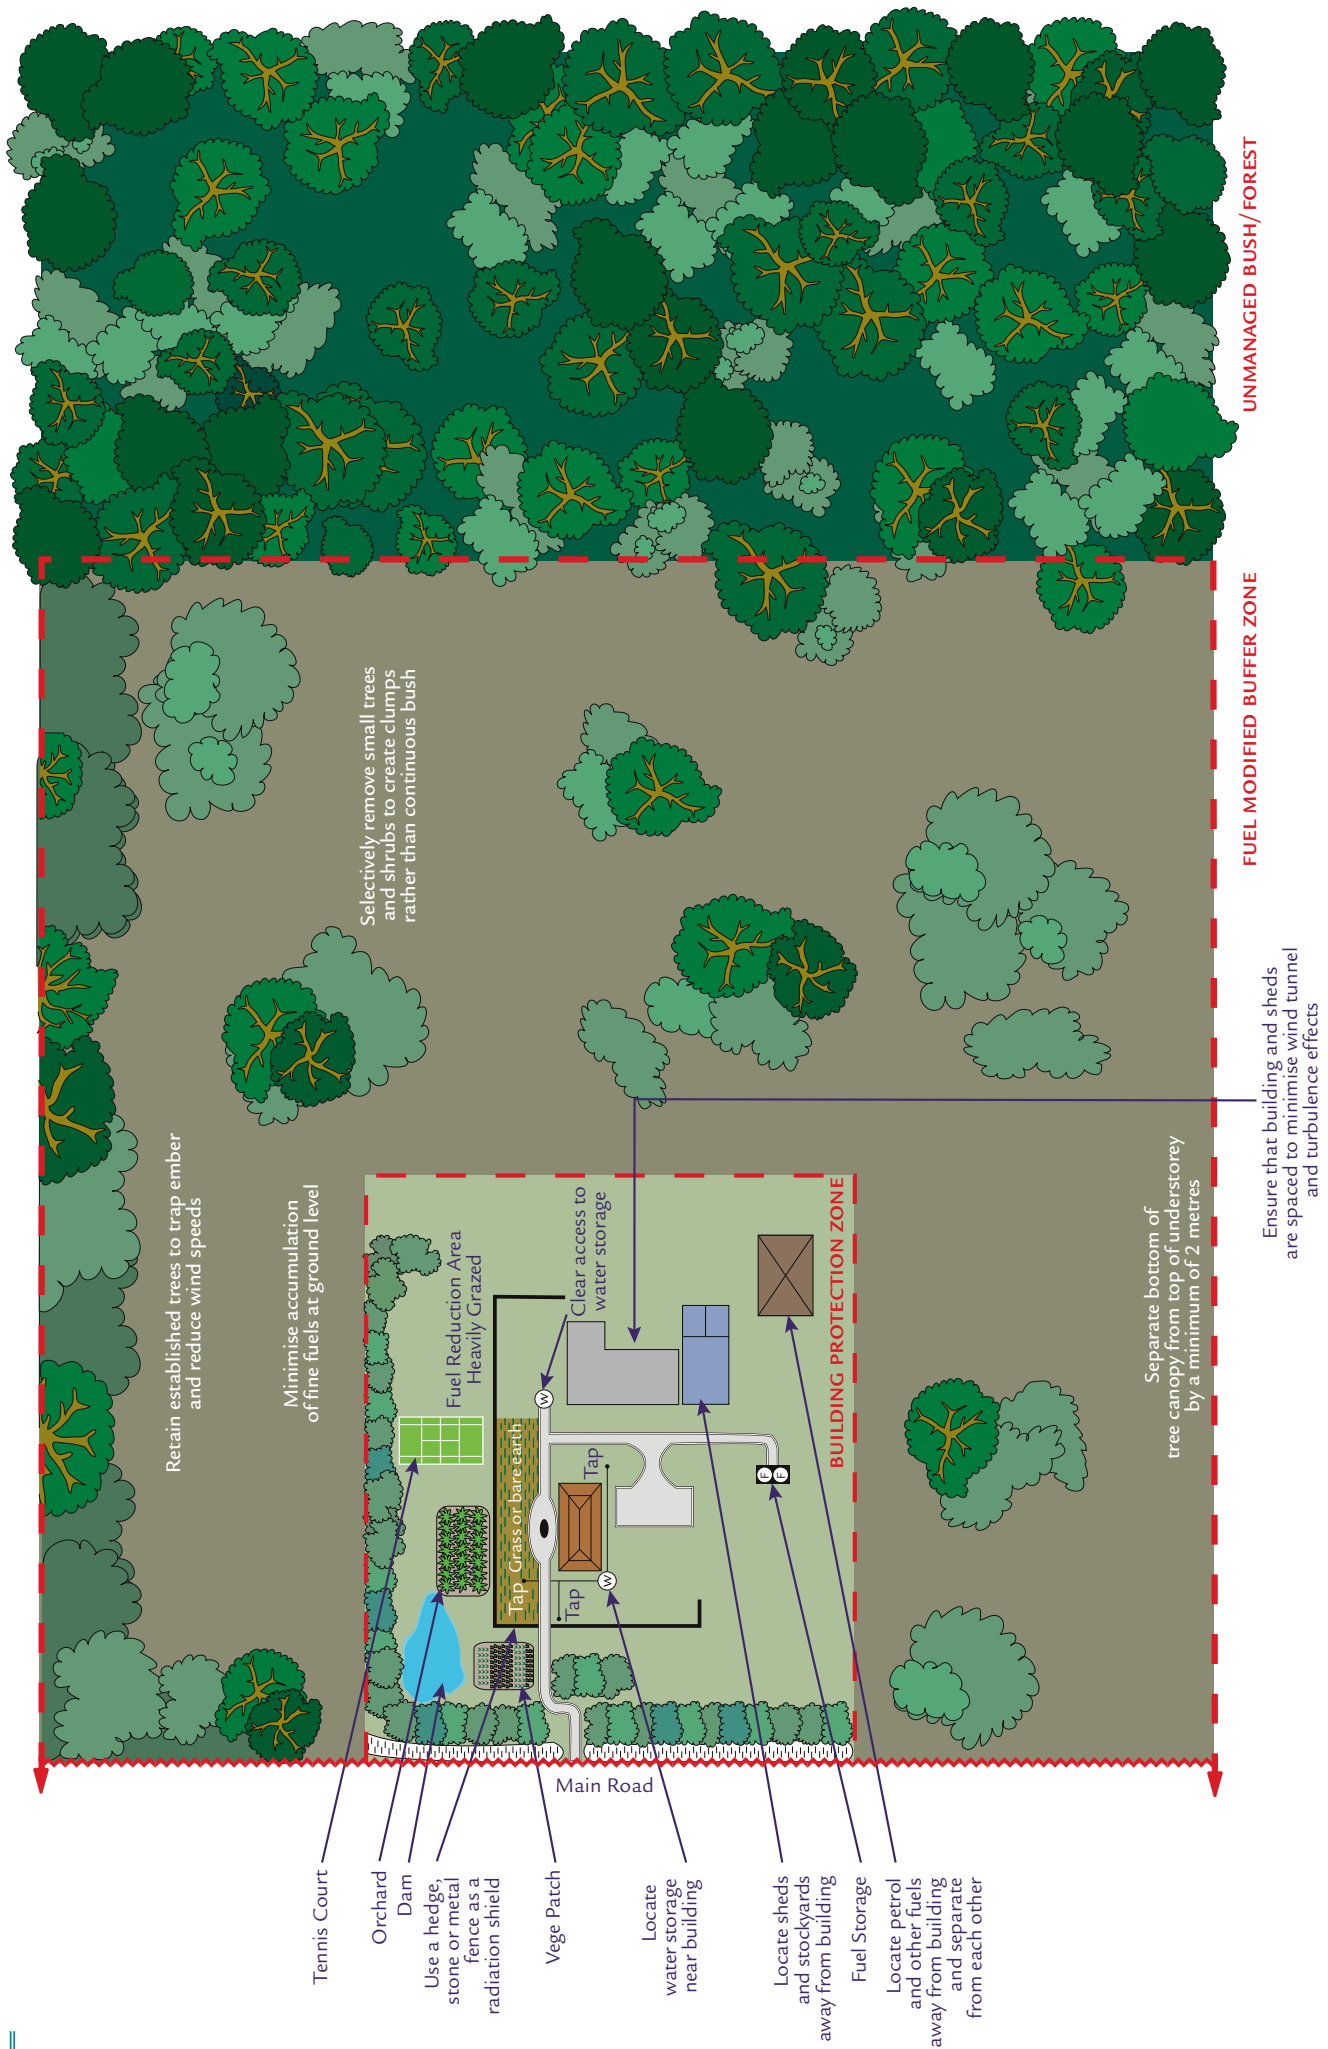 UNMANAGED BUSH/FOREST
FUEL MODIFIED BUFFER ZONE
Selectively remove small trees
and shrubs to create clumps
rather than continuous bush
Retain established trees to trap ember
and reduce wind speeds
Minimise accumulation
of fine fuels at ground level
Separate bottom of
tree canopy from top of understorey
by a minimum of 2 metres
Ensure that building and sheds
are spaced to minimise wind tunnel
and turbulence effects
BUILDING PROTECTION ZONE
Fuel Reduction Area
Heavily Grazed
Clear access to
water storage
Grass or bare earth
Tap
Tap
Tap
W
W
F
F
Main Road
Tennis Court
Orchard
Dam
Use a hedge,
stone or metal
fence as a
radiation shield
Vege Patch
Locate
water storage
near building
Locate sheds
and stockyards
away from building
Fuel Storage
Locate petrol
and other fuels
away from building
and separate
from each other